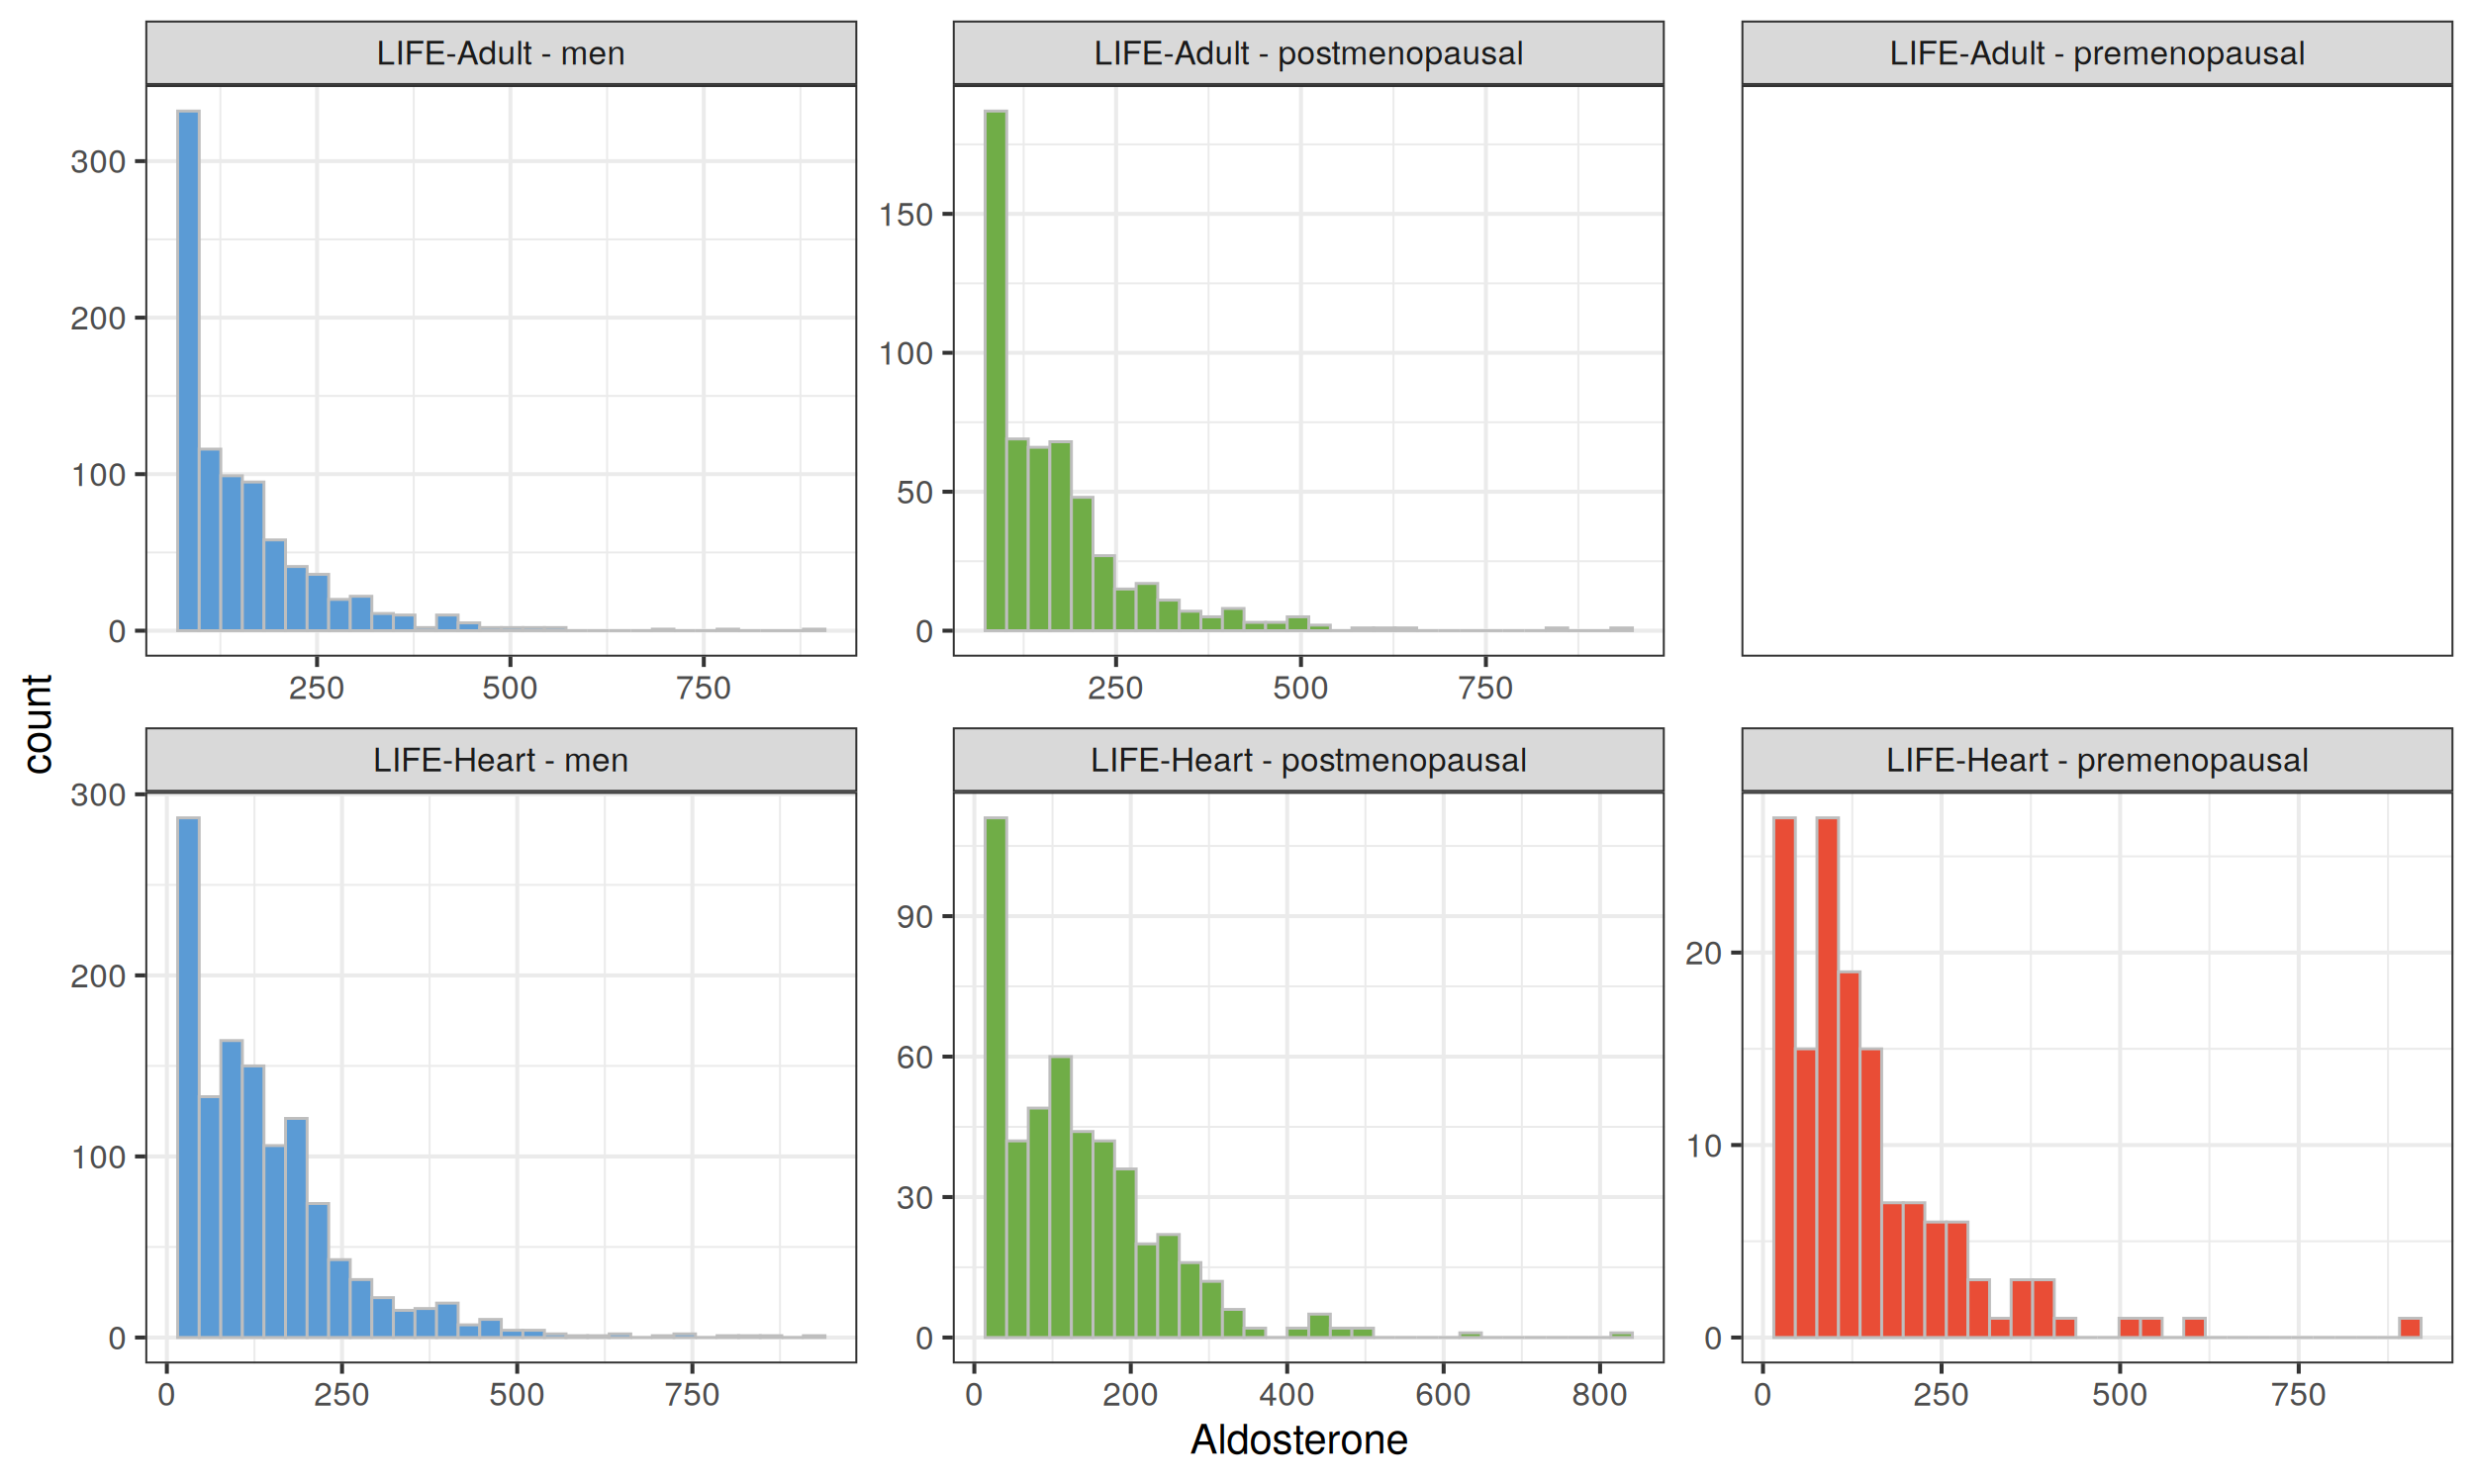 LIFE-Adult - men
LIFE-Adult - postmenopausal
LIFE-Adult - premenopausal
300
200
100
0
250 500 750
150
100
50
0
250 500 750
count
LIFE-Heart - men
LIFE-Heart - postmenopausal
LIFE-Heart - premenopausal
300
200
100
0
0 250 500 750
90
60
30
0
0 200 400 600 800
20
10
0
0 250 500 750
Aldosterone